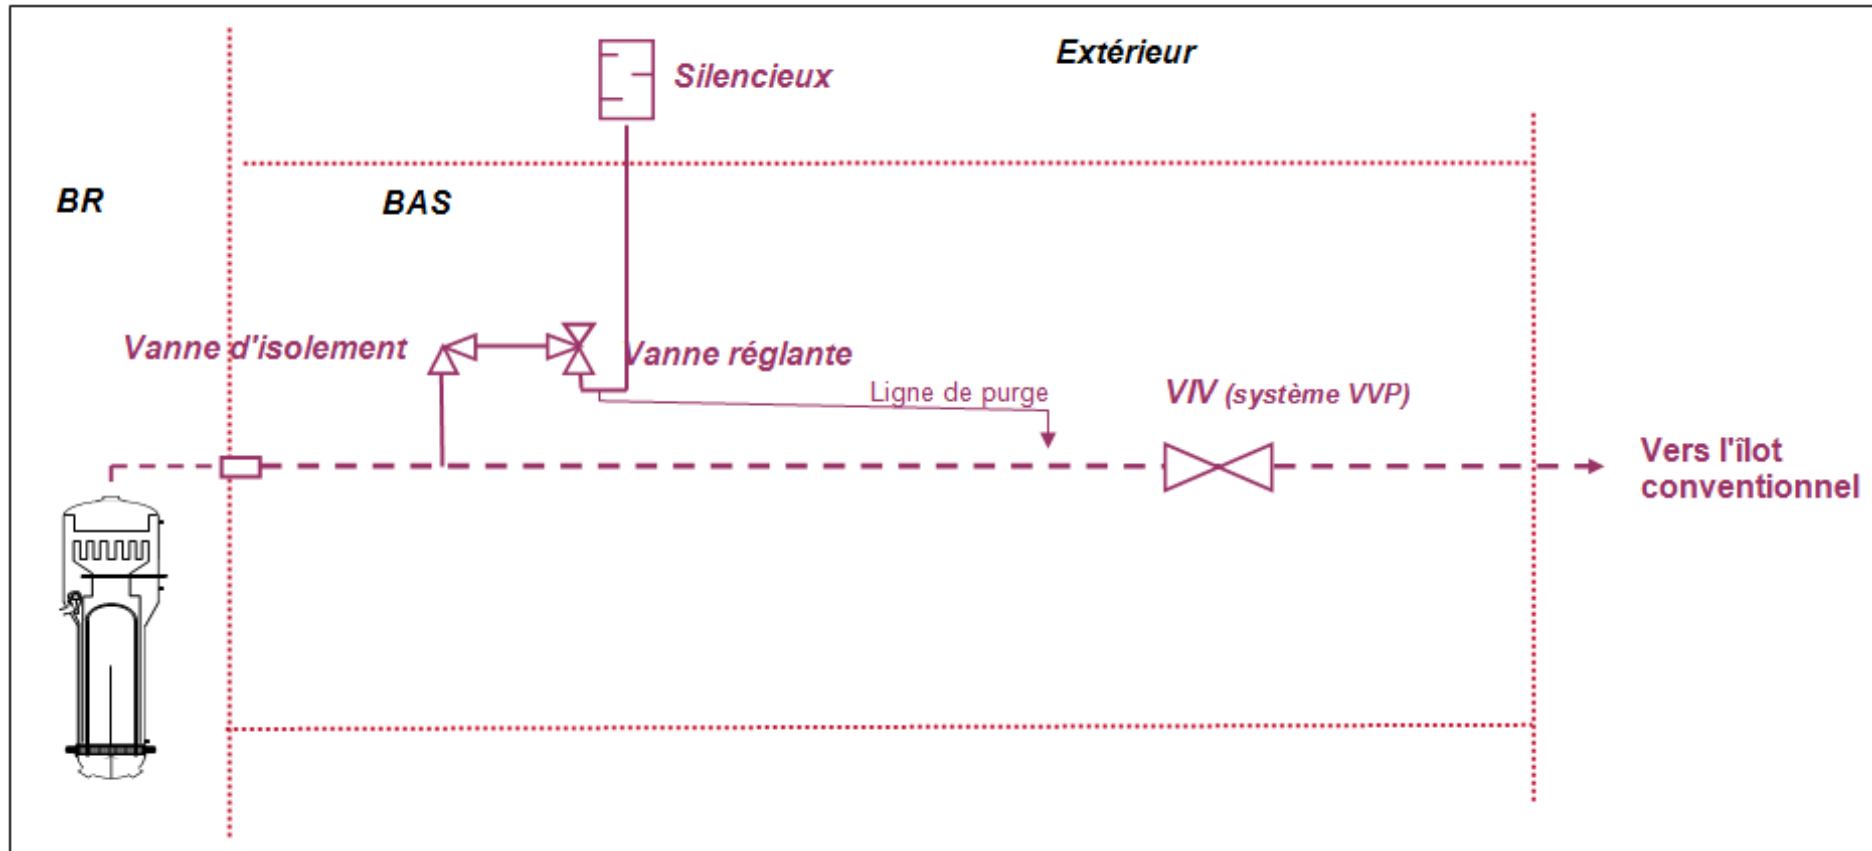 Extérieur
Silencieux
BR
BAS
Vanne d'isolement
Vanne réglante
Ligne de purge
VIV (système VVP)
Vers l'îlot
conventionnel